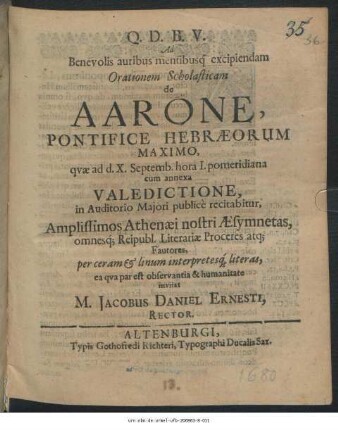 35
36
Q. D. B. V.
Ad
Benevolis auribus mentibusq; excipiendam
Orationem Scholasticam
de
AARONE,
PONTIFICE HEBRÆORUM
MAXIMO,
qvæ ad d. X. Septemb. hora I. pomeridiana
cum annexa
VALEDICTIONE,
in Auditorio Majori publicè recitabitur,
Amplissimos Athenæi nostri Æsymnetas,
omnesq; Reipubl. Literariæ Proceres atq;
Fautores,
per ceram & linum interpretesq; literas,
ea qva par est observantia & humanitate
invitat
M. JACOBUS DANIEL ERNESTI,
RECTOR.
ALTENBURGI,
Typis Gothofredi Richteri, Typographi Ducalis Sax.
13.
1680